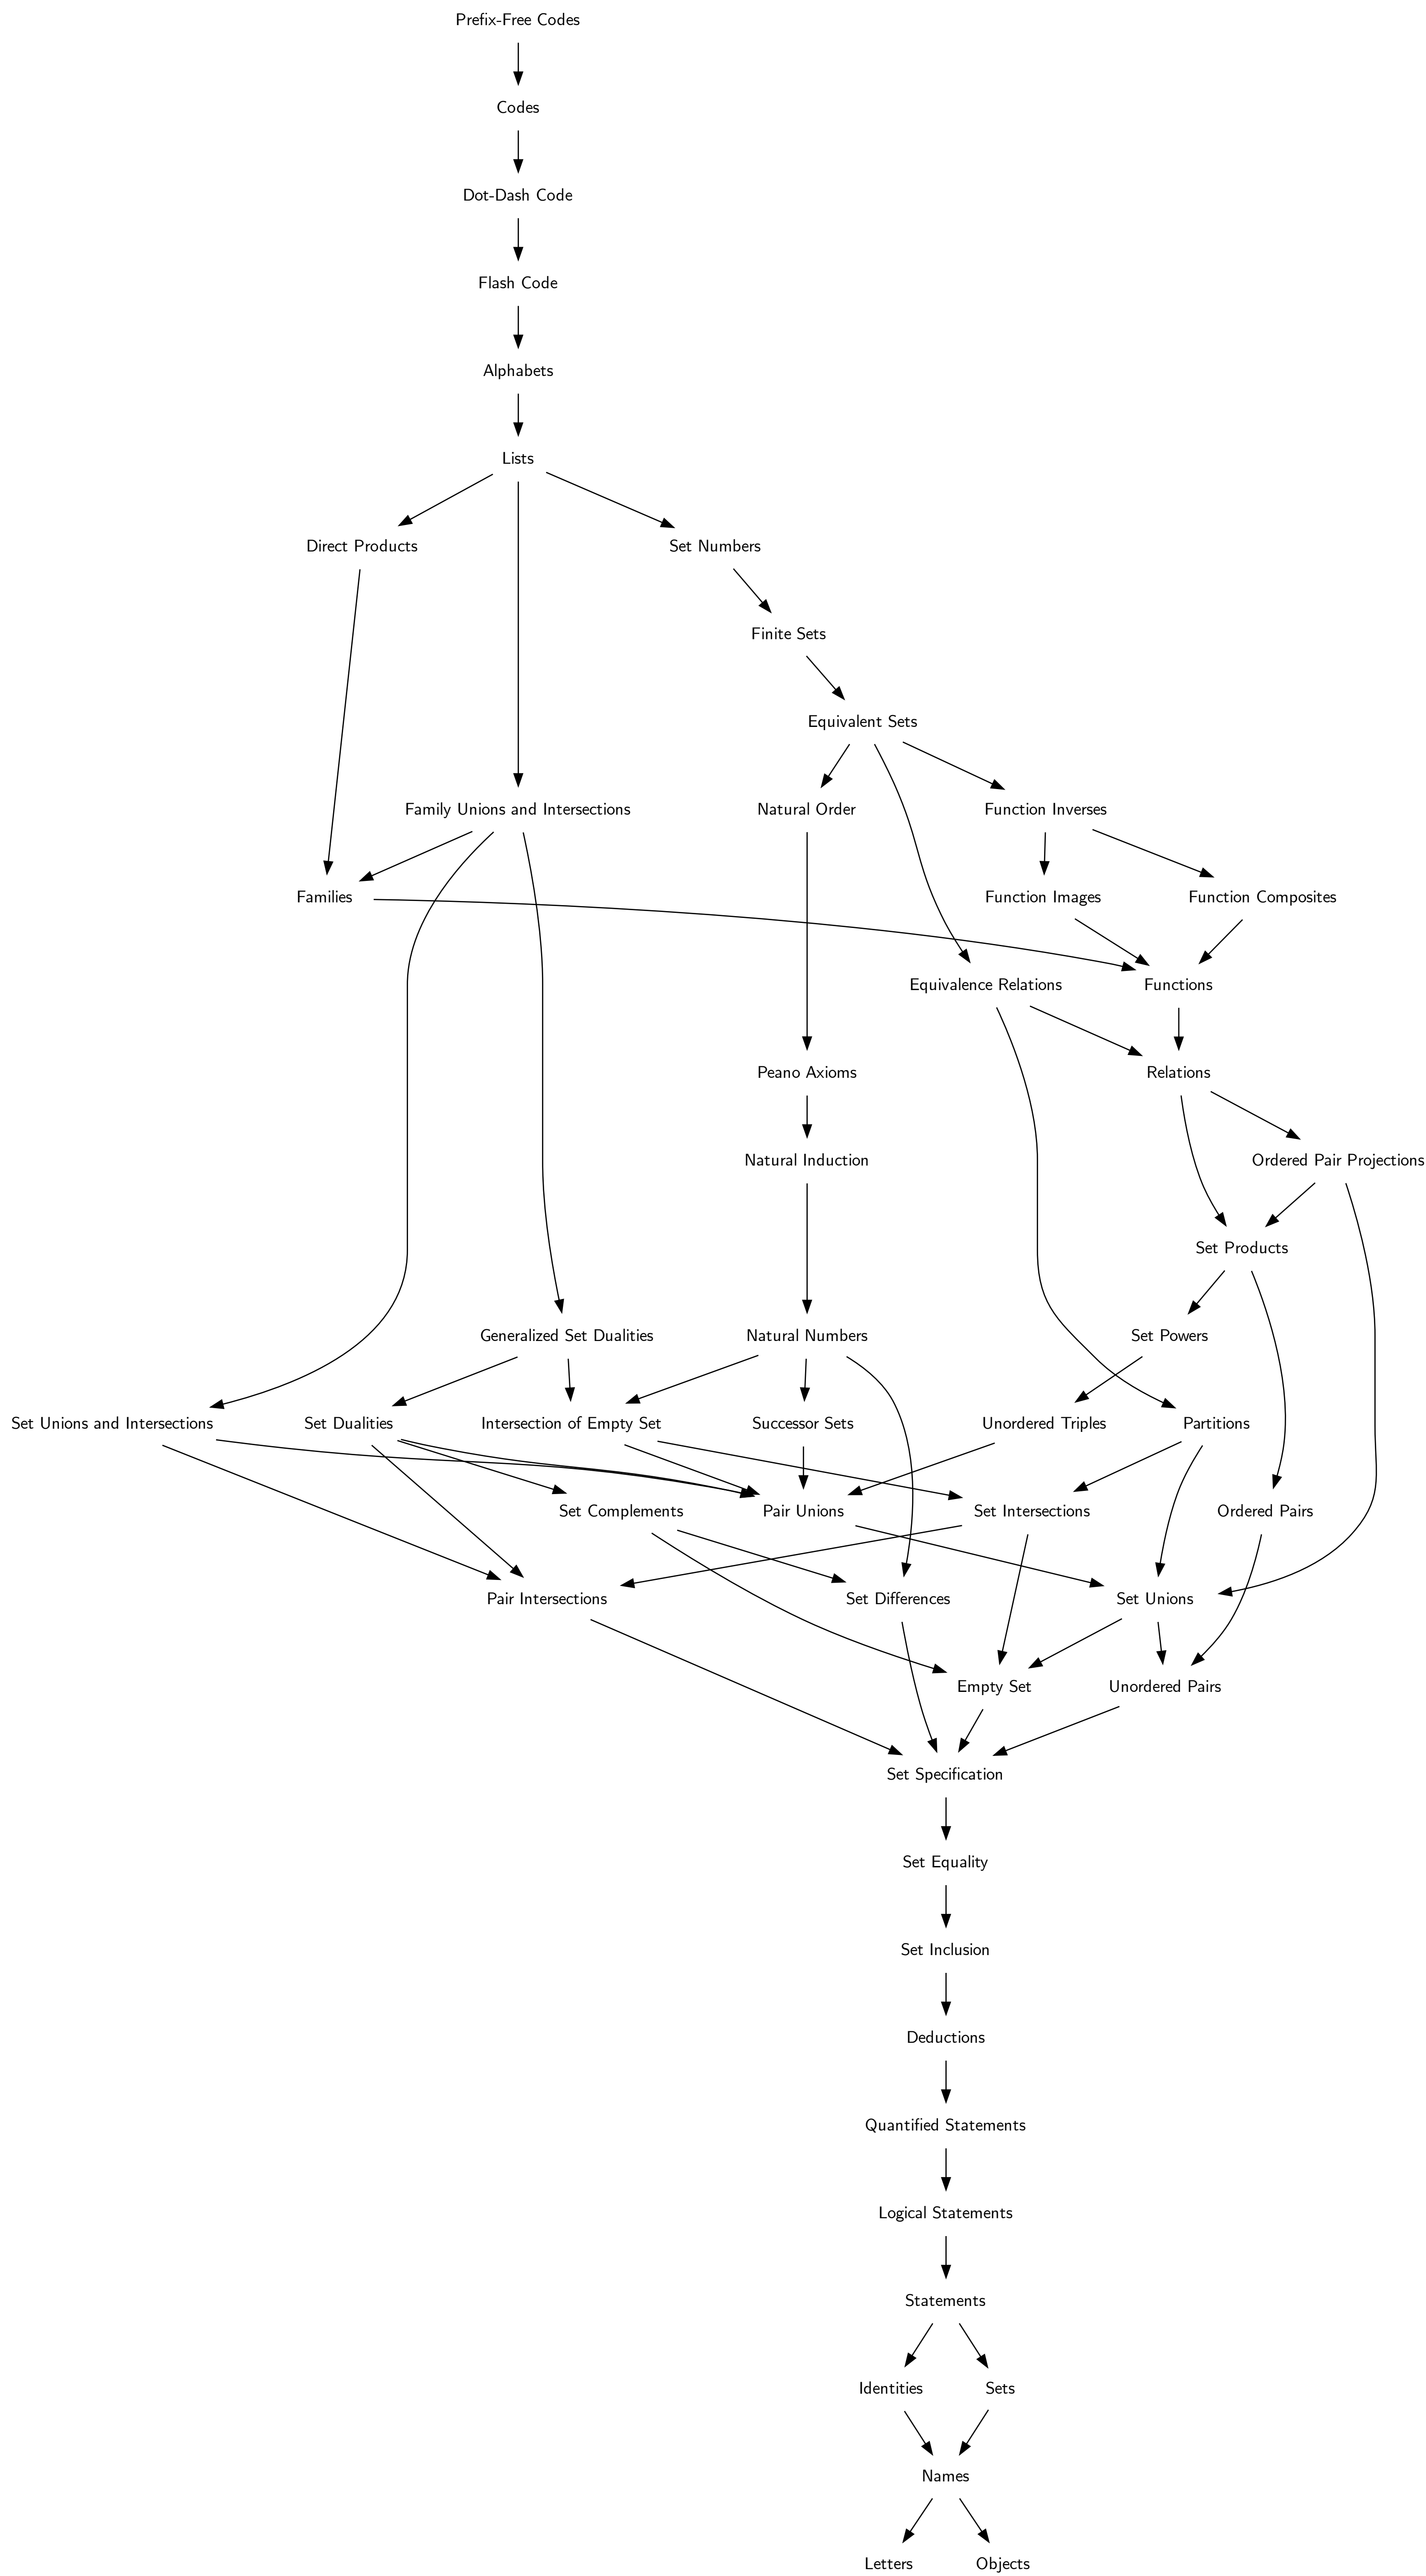 Prefix-Free Codes
Codes
Dot-Dash Code
Flash Code
Alphabets
Lists
Direct Products
Set Numbers
Finite Sets
Equivalent Sets
Family Unions and Intersections
Natural Order
Function Inverses
Families
Function Images
Function Composites
Equivalence Relations
Functions
Peano Axioms
Relations
Natural Induction
Ordered Pair Projections
Set Products
Generalized Set Dualities
Natural Numbers
Set Powers
Set Unions and Intersections
Set Dualities
Intersection of Empty Set
Successor Sets
Unordered Triples
Partitions
Set Complements
Pair Unions
Set Intersections
Ordered Pairs
Pair Intersections
Set Differences
Set Unions
Empty Set
Unordered Pairs
Set Specification
Set Equality
Set Inclusion
Deductions
Quantified Statements
Logical Statements
Statements
Identities
Sets
Names
Letters
Objects